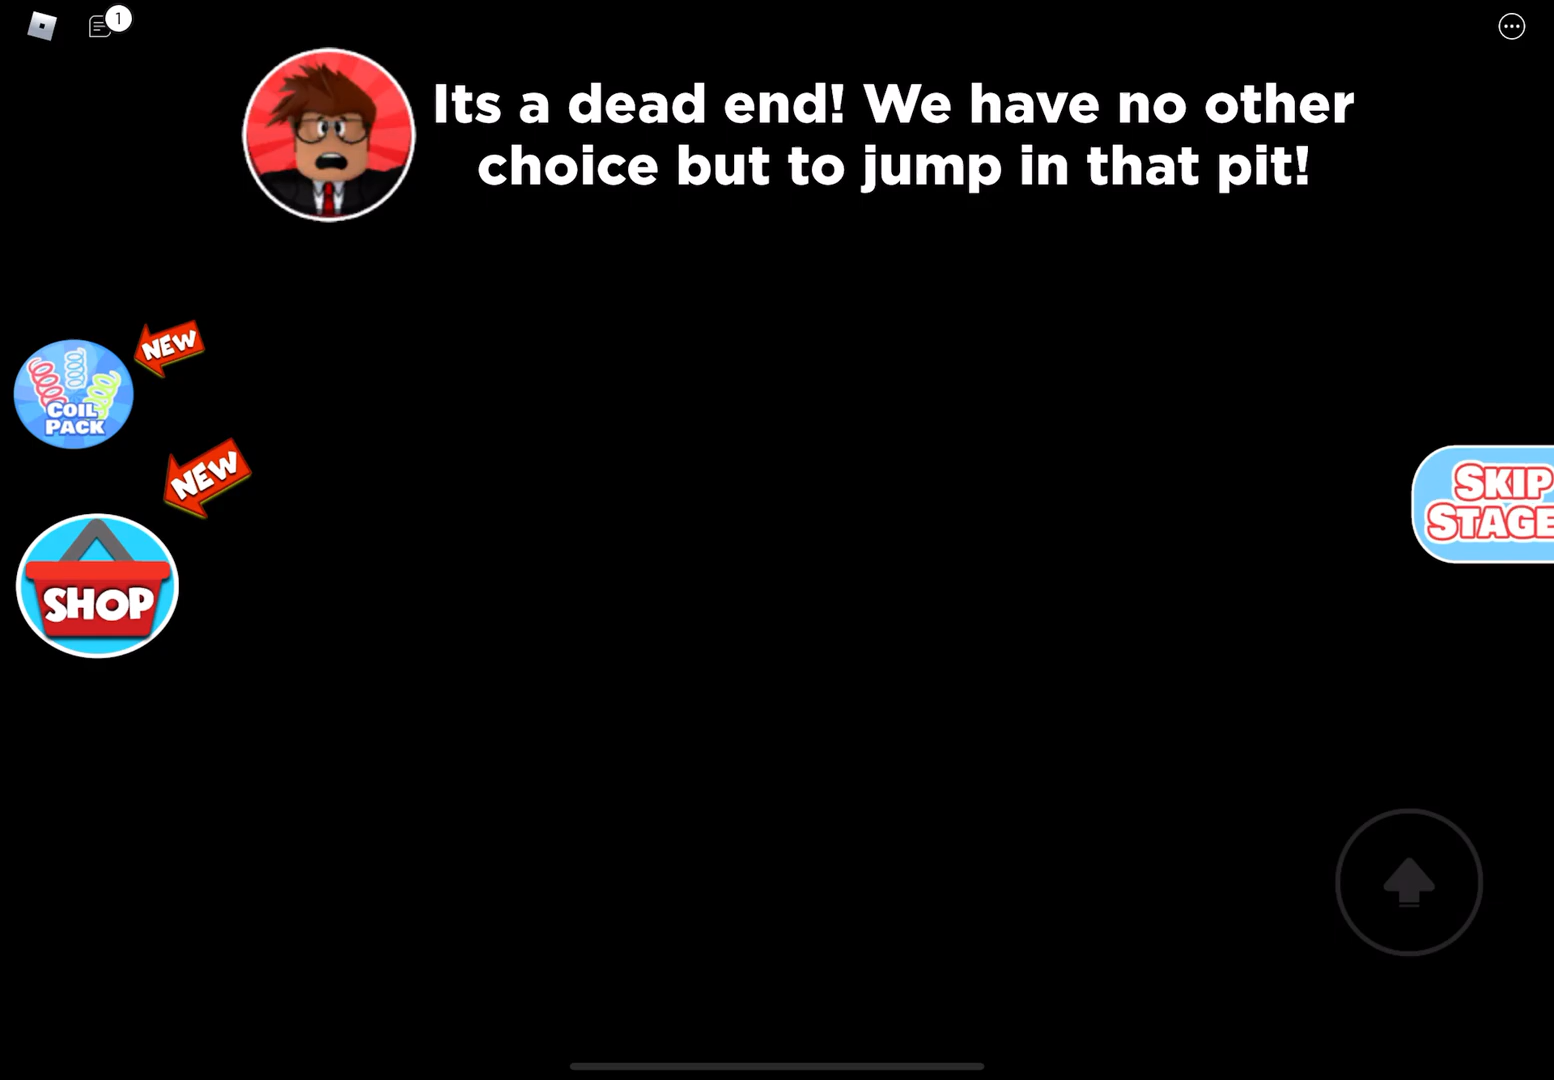 1
Its a dead end! We have no other
choice but to jump in that pit!
NEW
COIL
PACK
NEW
SHOP
SKIP
STAGE